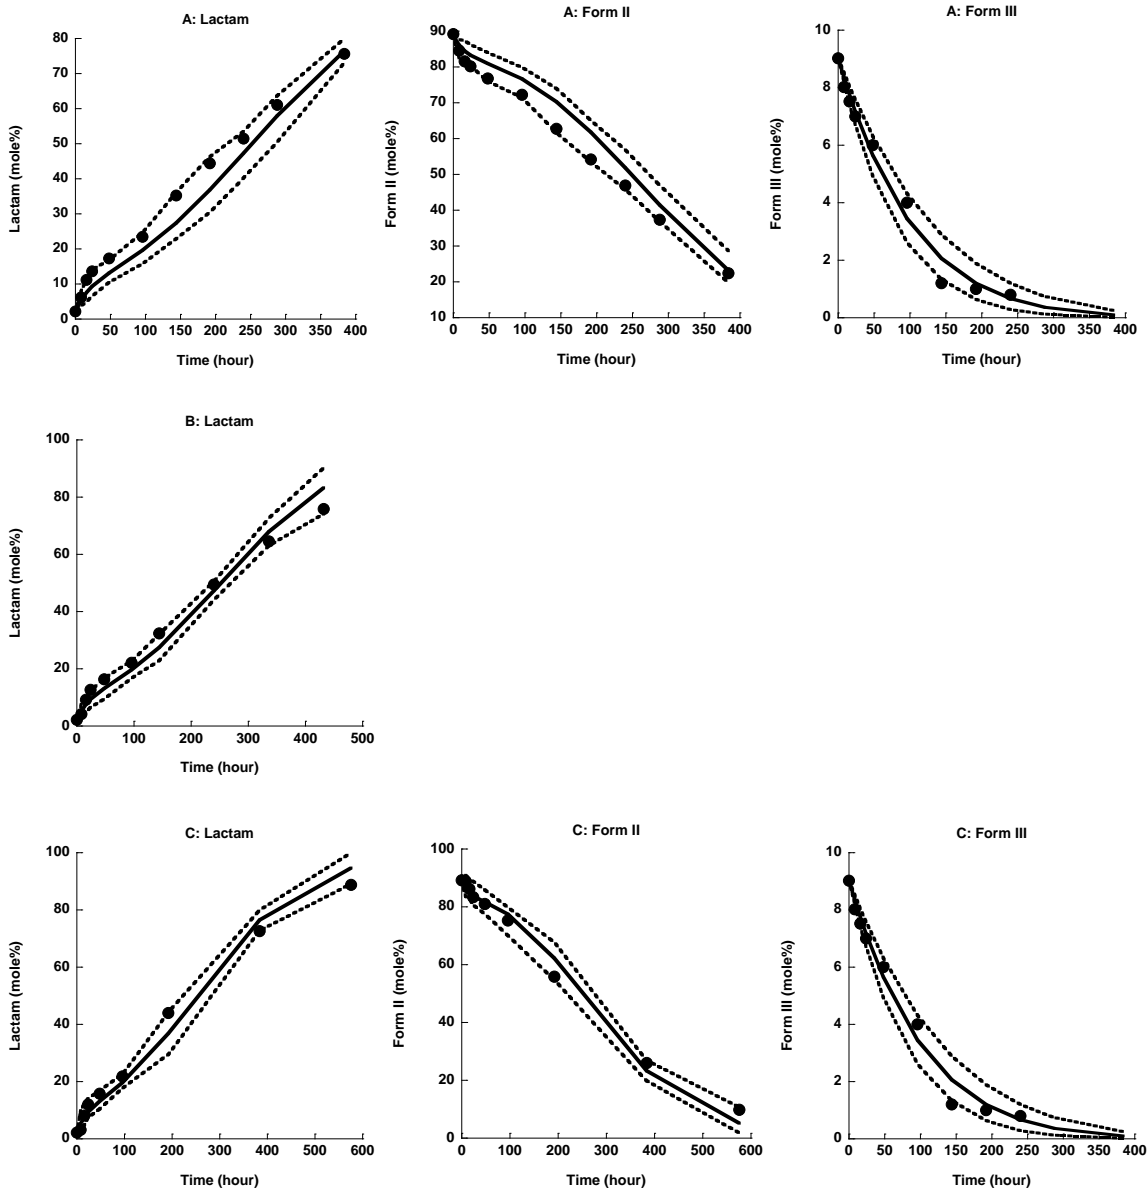 A: Lactam
Lactam (mole%)
80
70
60
50
40
30
20
10
0
0 50 100 150 200 250 300 350 400
Time (hour)
A: Form II
Form II (mole%)
90
80
70
60
50
40
30
20
10
0 50 100 150 200 250 300 350 400
Time (hour)
A: Form III
Form III (mole%)
10
8
6
4
2
0
0 50 100 150 200 250 300 350 400
Time (hour)
B: Lactam
Lactam (mole%)
100
80
60
40
20
0
0 100 200 300 400 500
Time (hour)
C: Lactam
Lactam (mole%)
100
80
60
40
20
0
0 100 200 300 400 500 600
Time (hour)
C: Form II
Form II (mole%)
100
80
60
40
20
0
0 100 200 300 400 500 600
Time (hour)
C: Form III
Form III (mole%)
10
8
6
4
2
0
0 50 100 150 200 250 300 350 400
Time (hour)